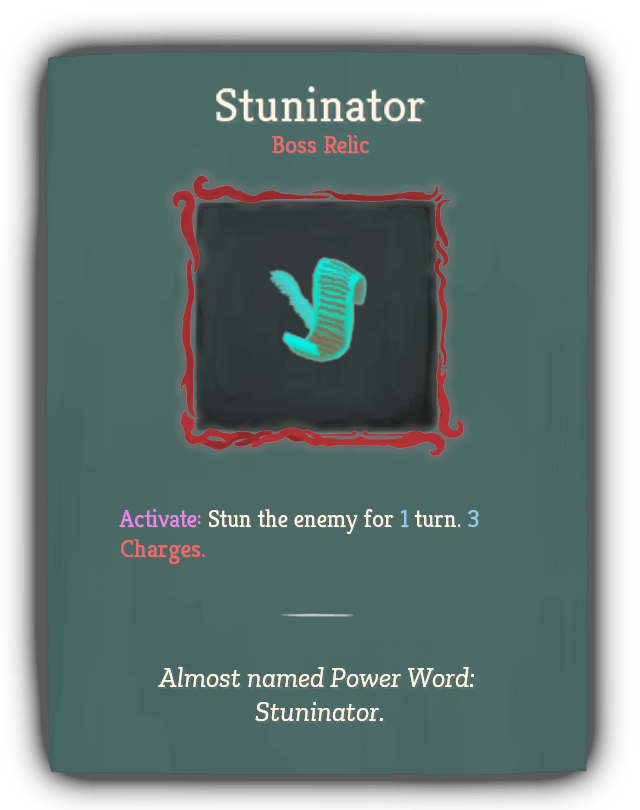 Stuninator
Boss Relic
Activate: Stun the enemy for 1 turn. 3
Charges.
Almost named Power Word:
Stuninator.